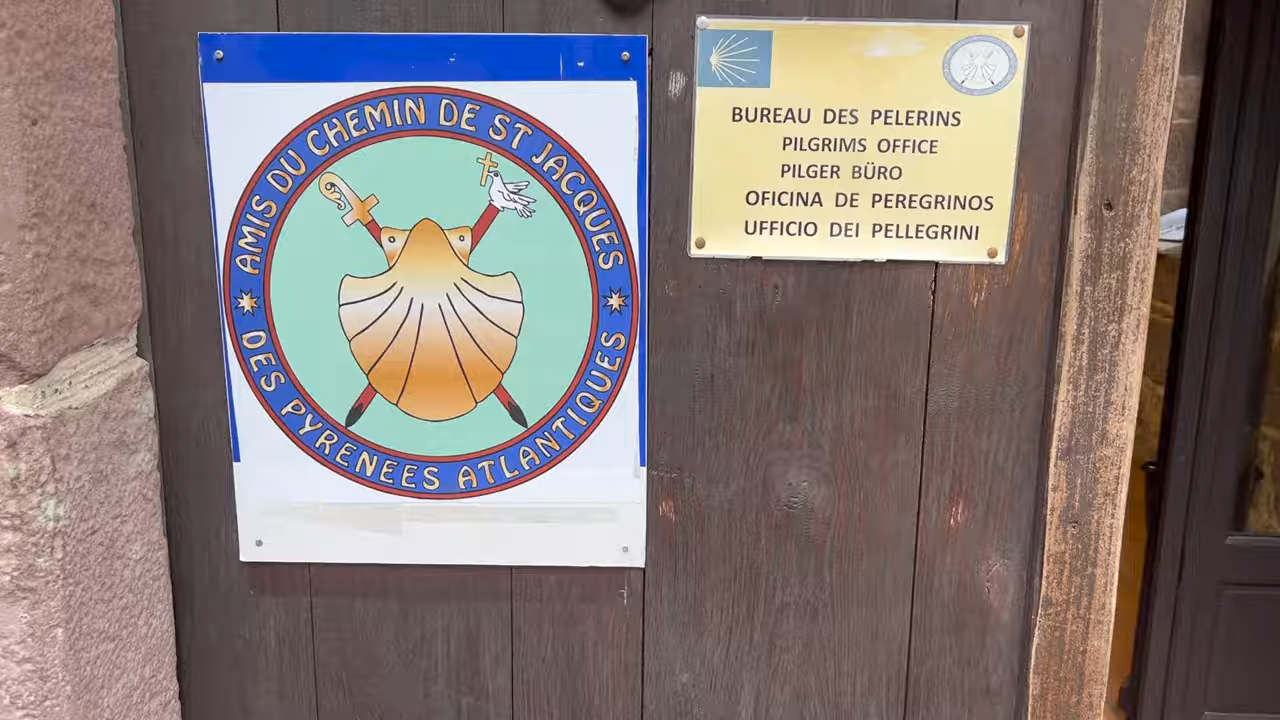 AMIS DU CHEMIN DE ST JACQUES
DES PYRENEES ATLANTIQUES
BUREAU DES PELERINS
PILGRIMS OFFICE
PILGER BÜRO
OFICINA DE PEREGRINOS
UFFICIO DEI PELLEGRINI